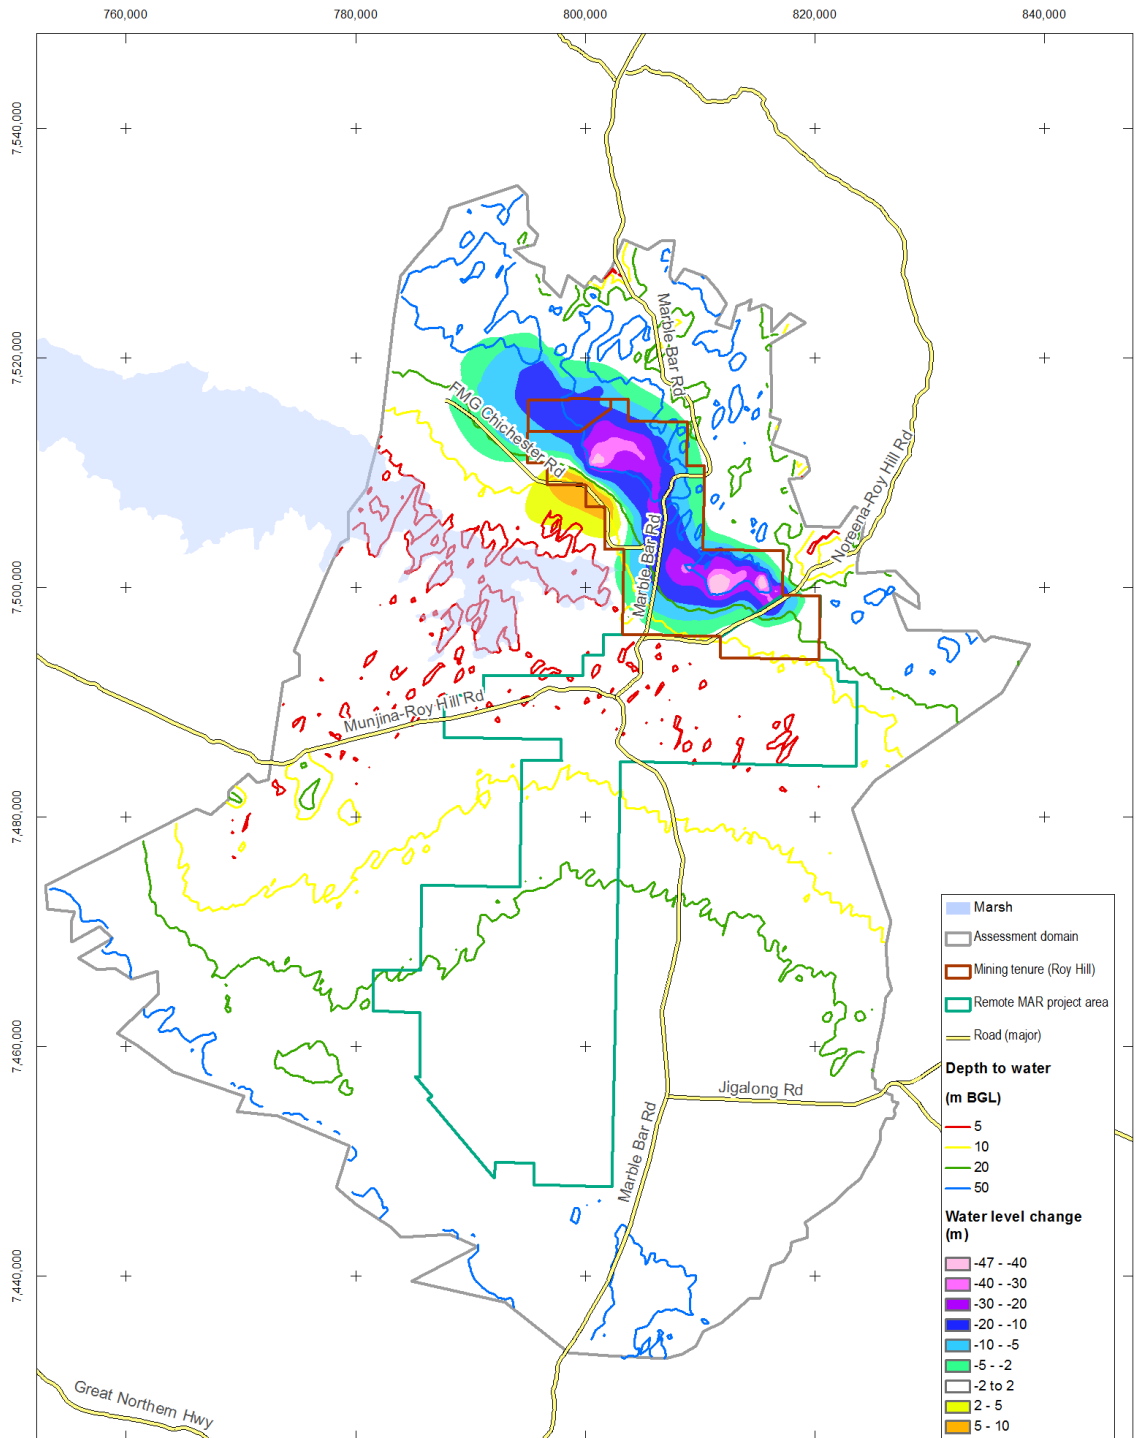 760,000
780,000
800,000
820,000
840,000
7,540,000
7,520,000
7,500,000
7,480,000
7,460,000
7,440,000
Marble Bar Rd
FMG Chichester Rd
Noreena-Roy Hill Rd
Marble Bar Rd
Munjina-Roy Hill Rd
Jigalong Rd
Marble Bar Rd
Great Northern Hwy
Marsh
Assessment domain
Mining tenure (Roy Hill)
Remote MAR project area
Road (major)
Depth to water
(m BGL)
5
10
20
50
Water level change
(m)
-47 - -40
-40 - -30
-30 - -20
-20 - -10
-10 - -5
-5 - -2
-2 to 2
2 - 5
5 - 10